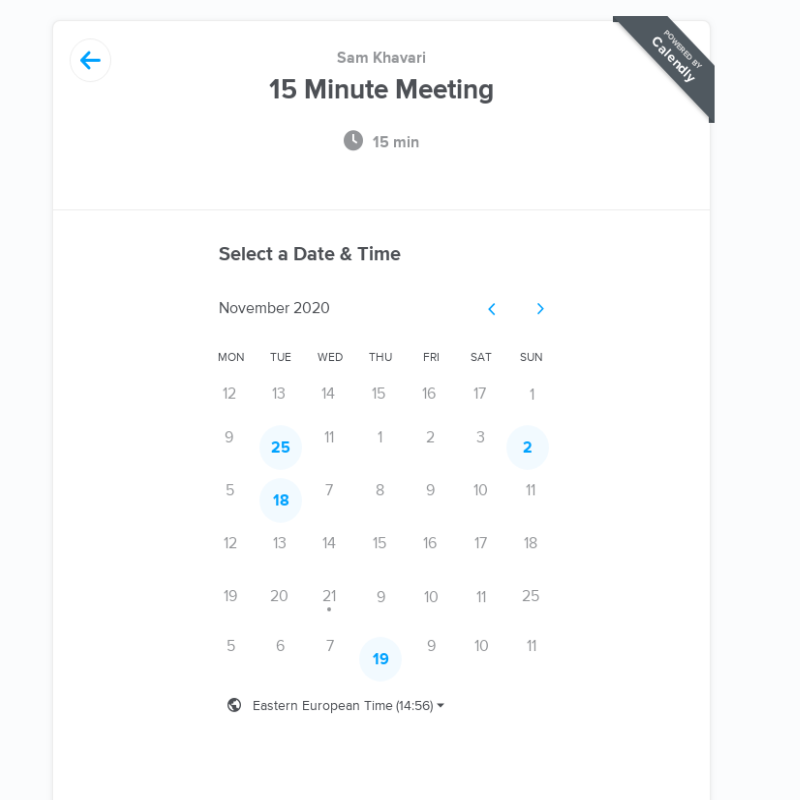 POWERED BY
Calendly
Sam Khavari
15 Minute Meeting
15 min
Select a Date & Time
November 2020
MON TUE WED THU FRI SAT SUN
12 13 14 15 16 17 1
9 25 11 1 2 3 2
5 18 7 8 9 10 11
12 13 14 15 16 17 18
19 20 21 9 10 11 25
5 6 7 19 9 10 11
Eastern European Time (14:56)